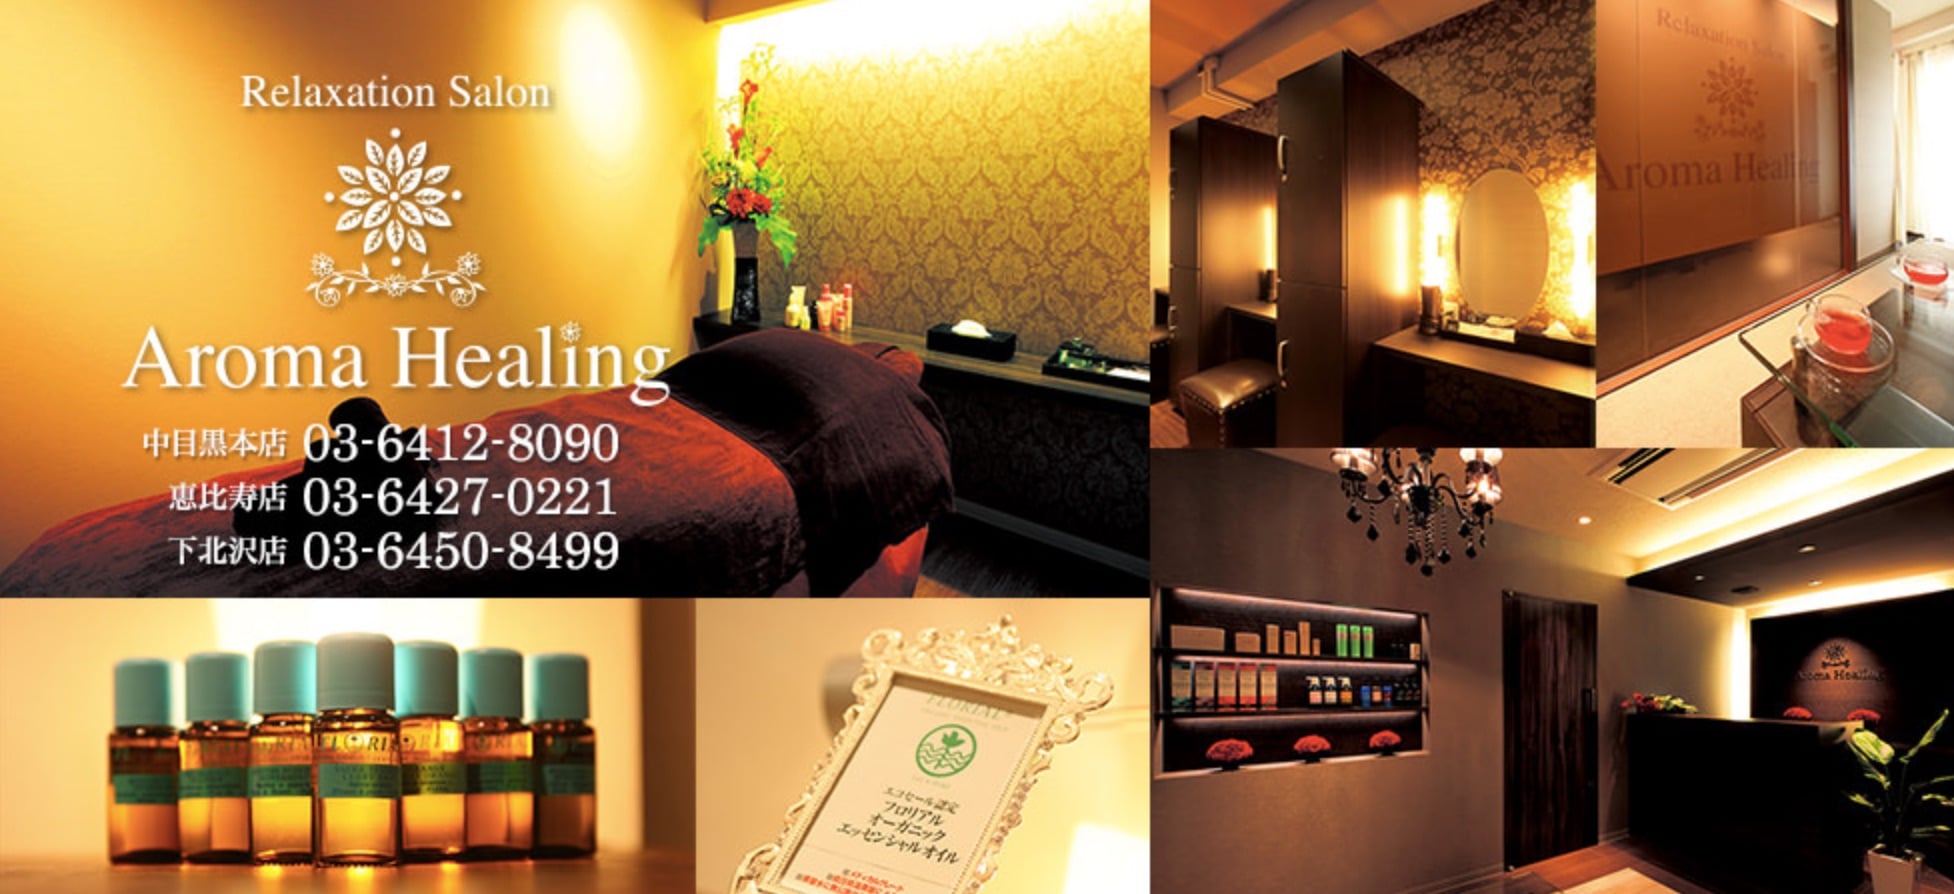 Relaxation Salon
Aroma Healing
中目黒本店 03-6412-8090
恵比寿店 03-6427-0221
下北沢店 03-6450-8499
Relaxation Salon
Aroma Healing
Aroma Healing
FLORIAL
エコセール認定
フロリアル
オーガニック
エッセンシャルオイル